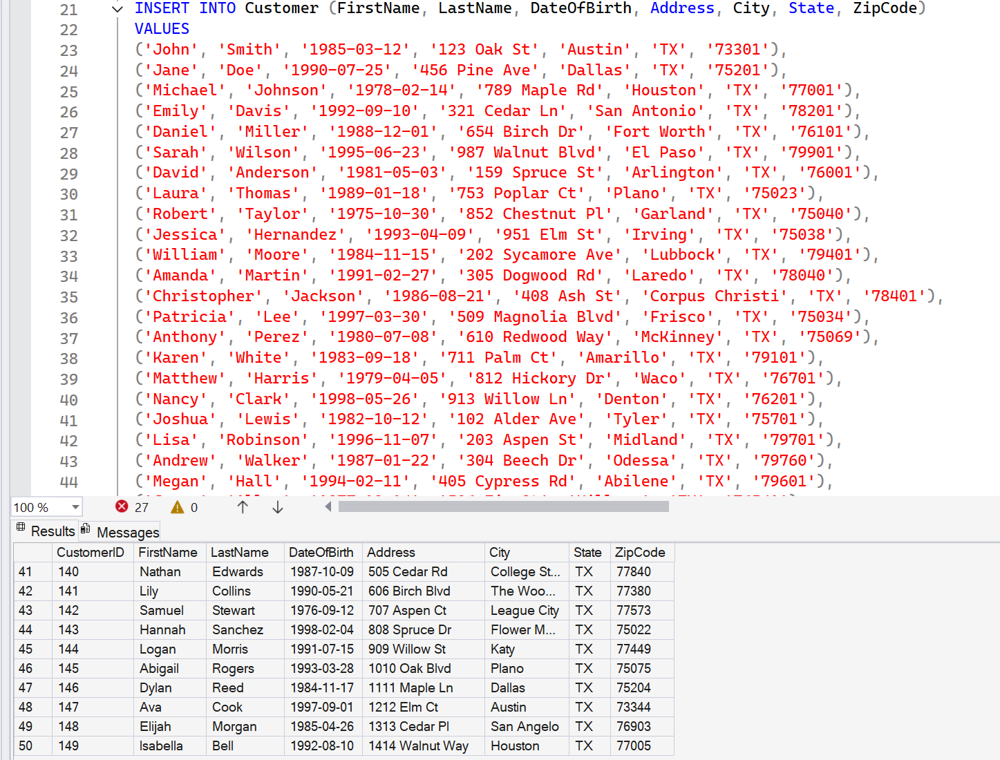 21 INSERT INTO Customer (FirstName, LastName, DateOfBirth, Address, City, State, ZipCode)
22 VALUES
23 ('John', 'Smith', '1985-03-12', '123 Oak St', 'Austin', 'TX', '73301'),
24 ('Jane', 'Doe', '1990-07-25', '456 Pine Ave', 'Dallas', 'TX', '75201'),
25 ('Michael', 'Johnson', '1978-02-14', '789 Maple Rd', 'Houston', 'TX', '77001'),
26 ('Emily', 'Davis', '1992-09-10', '321 Cedar Ln', 'San Antonio', 'TX', '78201'),
27 ('Daniel', 'Miller', '1988-12-01', '654 Birch Dr', 'Fort Worth', 'TX', '76101'),
28 ('Sarah', 'Wilson', '1995-06-23', '987 Walnut Blvd', 'El Paso', 'TX', '79901'),
29 ('David', 'Anderson', '1981-05-03', '159 Spruce St', 'Arlington', 'TX', '76001'),
30 ('Laura', 'Thomas', '1989-01-18', '753 Poplar Ct', 'Plano', 'TX', '75023'),
31 ('Robert', 'Taylor', '1975-10-30', '852 Chestnut Pl', 'Garland', 'TX', '75040'),
32 ('Jessica', 'Hernandez', '1993-04-09', '951 Elm St', 'Irving', 'TX', '75038'),
33 ('William', 'Moore', '1984-11-15', '202 Sycamore Ave', 'Lubbock', 'TX', '79401'),
34 ('Amanda', 'Martin', '1991-02-27', '305 Dogwood Rd', 'Laredo', 'TX', '78040'),
35 ('Christopher', 'Jackson', '1986-08-21', '408 Ash St', 'Corpus Christi', 'TX', '78401'),
36 ('Patricia', 'Lee', '1997-03-30', '509 Magnolia Blvd', 'Frisco', 'TX', '75034'),
37 ('Anthony', 'Perez', '1980-07-08', '610 Redwood Way', 'McKinney', 'TX', '75069'),
38 ('Karen', 'White', '1983-09-18', '711 Palm Ct', 'Amarillo', 'TX', '79101'),
39 ('Matthew', 'Harris', '1979-04-05', '812 Hickory Dr', 'Waco', 'TX', '76701'),
40 ('Nancy', 'Clark', '1998-05-26', '913 Willow Ln', 'Denton', 'TX', '76201'),
41 ('Joshua', 'Lewis', '1982-10-12', '102 Alder Ave', 'Tyler', 'TX', '75701'),
42 ('Lisa', 'Robinson', '1996-11-07', '203 Aspen St', 'Midland', 'TX', '79701'),
43 ('Andrew', 'Walker', '1987-01-22', '304 Beech Dr', 'Odessa', 'TX', '79760'),
44 ('Megan', 'Hall', '1994-02-11', '405 Cypress Rd', 'Abilene', 'TX', '79601'),
100 % 27 0
Results Messages
CustomerID FirstName LastName DateOfBirth Address City State ZipCode
41 140 Nathan Edwards 1987-10-09 505 Cedar Rd College St... TX 77840
42 141 Lily Collins 1990-05-21 606 Birch Blvd The Woo... TX 77380
43 142 Samuel Stewart 1976-09-12 707 Aspen Ct League City TX 77573
44 143 Hannah Sanchez 1998-02-04 808 Spruce Dr Flower M... TX 75022
45 144 Logan Morris 1991-07-15 909 Willow St Katy TX 77449
46 145 Abigail Rogers 1993-03-28 1010 Oak Blvd Plano TX 75075
47 146 Dylan Reed 1984-11-17 1111 Maple Ln Dallas TX 75204
48 147 Ava Cook 1997-09-01 1212 Elm Ct Austin TX 73344
49 148 Elijah Morgan 1985-04-26 1313 Cedar Pl San Angelo TX 76903
50 149 Isabella Bell 1992-08-10 1414 Walnut Way Houston TX 77005